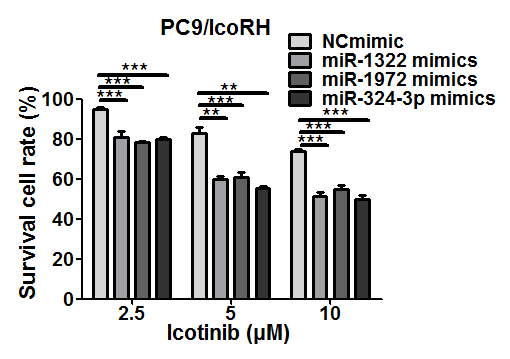 PC9/IcoRH
NCmimic
miR-1322 mimics
miR-1972 mimics
miR-324-3p mimics
Survival cell rate (%)
100
80
60
40
20
0
***
***
***
**
***
**
***
***
***
2.5
5
10
Icotinib (µM)